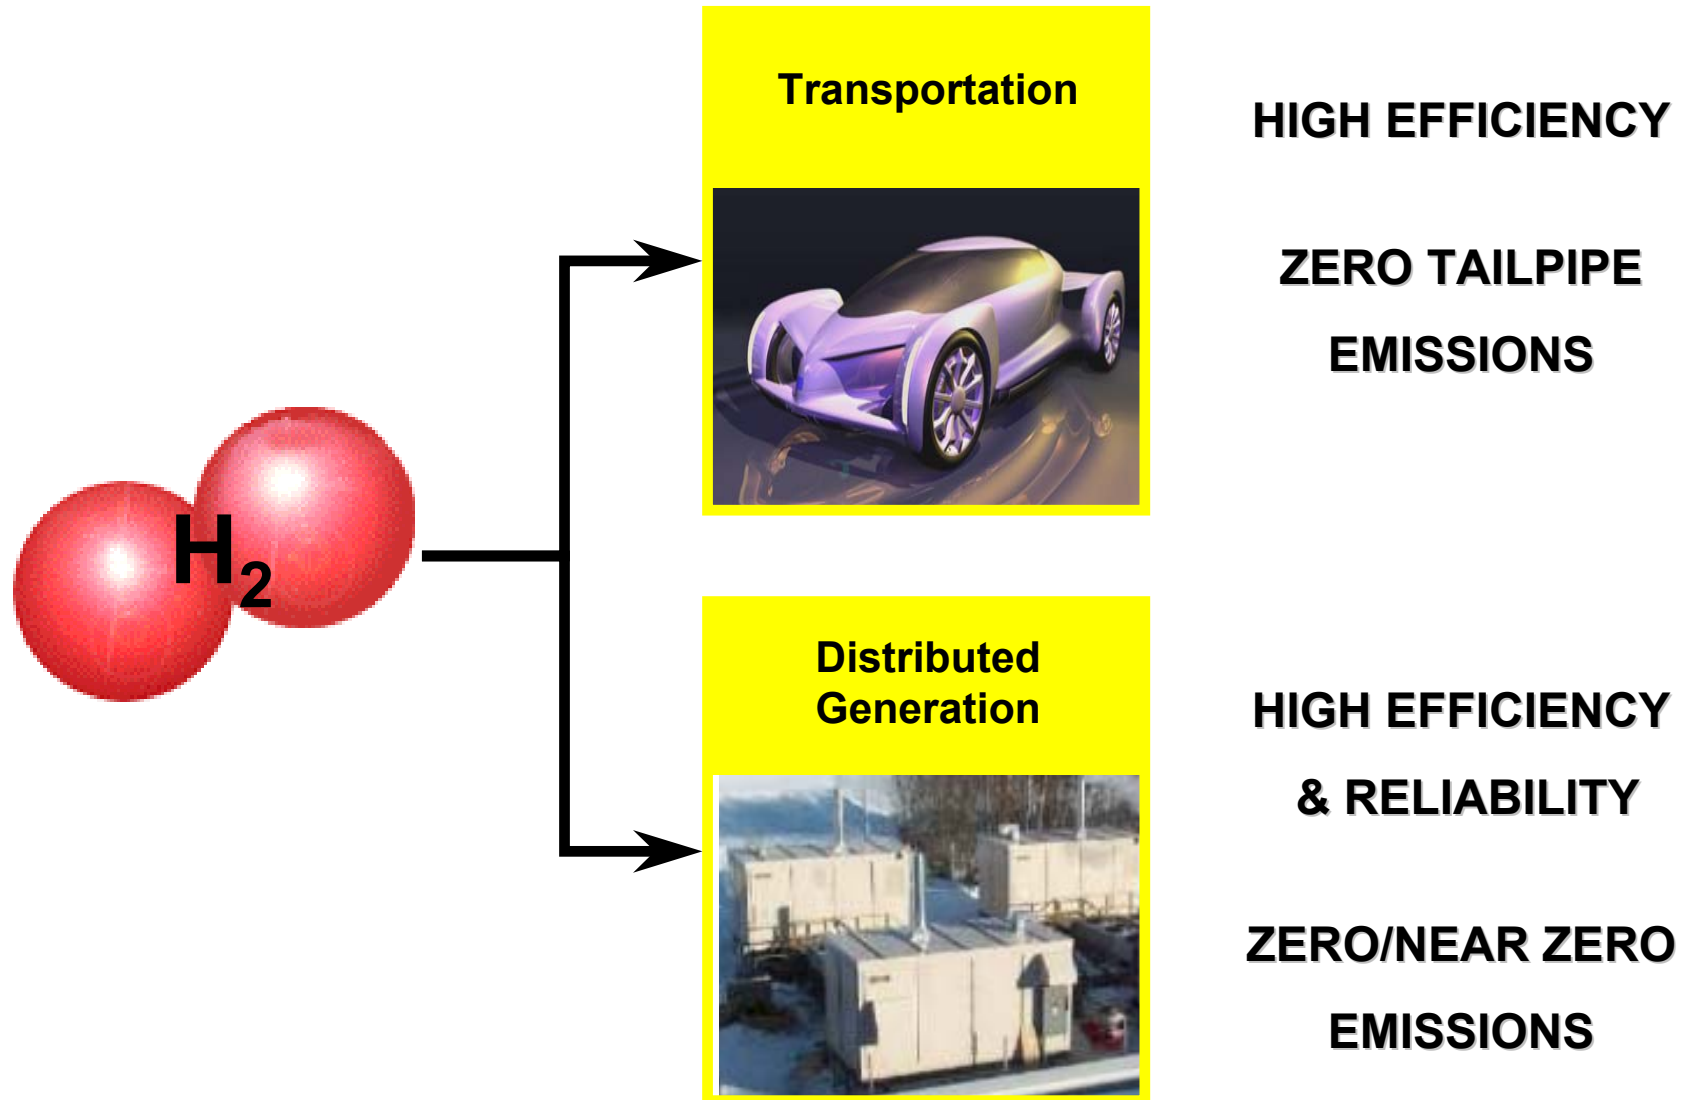 Transportation
HIGH EFFICIENCY
ZERO TAILPIPE
EMISSIONS
H₂
Distributed
Generation
HIGH EFFICIENCY
& RELIABILITY
ZERO/NEAR ZERO
EMISSIONS